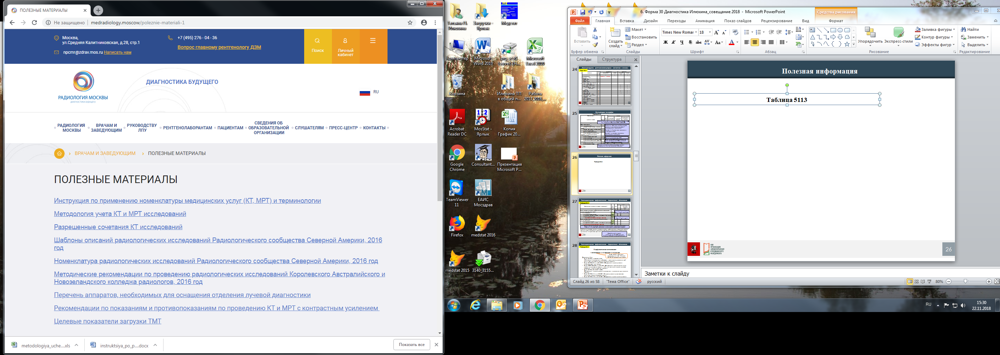 ПОЛЕЗНЫЕ МАТЕРИАЛЫ
Не защищено
medradiology.moscow/poleznie-materiali-1
Москва,
ул.Средняя Калитниковская, д.28, стр.1
npcmr@zdrav.mos.ru Написать нам
+7 (495) 276 - 04 - 36
Вопрос главному рентгенологу ДЗМ
Поиск
Личный
кабинет
РАДИОЛОГИЯ МОСКВЫ
ДИАГНОСТИКА БУДУЩЕГО
ДИАГНОСТИКА БУДУЩЕГО
RU
РАДИОЛОГИЯ
МОСКВЫ
ВРАЧАМ И
ЗАВЕДУЮЩИМ
РУКОВОДСТВУ
ЛПУ
РЕНТГЕНОЛАБОРАНТАМ
ПАЦИЕНТАМ
СВЕДЕНИЯ ОБ
ОБРАЗОВАТЕЛЬНОЙ
ОРГАНИЗАЦИИ
СЛУШАТЕЛЯМ
ПРЕСС-ЦЕНТР
КОНТАКТЫ
ВРАЧАМ И ЗАВЕДУЮЩИМ
ПОЛЕЗНЫЕ МАТЕРИАЛЫ
ПОЛЕЗНЫЕ МАТЕРИАЛЫ
Инструкция по применению номенклатуры медицинских услуг (КТ, МРТ) и терминологии
Методология учета КТ и МРТ исследований
Разрешенные сочетания КТ исследований
Шаблоны описаний радиологических исследований Радиологического сообщества Северной Америки, 2016
год
Номенклатура радиологических исследований Радиологического сообщества Северной Америки, 2016 год
Методические рекомендации по проведению радиологических исследований Королевского Австралийского и
Новозеландского колледжа радиологов, 2016 год
Перечень аппаратов, необходимых для оснащения отделения лучевой диагностики
Рекомендации по показаниям и противопоказаниям по проведению КТ и МРТ с контрастным усилением
Целевые показатели загрузки ТМТ
metodologiya_uche....xls
instruktsiya_po_p....docx
Показать все
Татьяна П.
Илюхина
Загрузки -
Ярлык
Медстат
Компьютер
Microsoft
Word 2010
Microsoft
Excel 2010
Корзина
Илюхина ТП
в общей п...
Работа
2017,2018,...
Acrobat
Reader DC
MosStat -
Ярлык
Копия
График 20...
Google
Chrome
Consultant...
Презентация
Microsoft P...
TeamViewer
11
ЕАИС
Мосздрав
Firefox
medstat 2016
medstat 2015
3140_3155...
6. Форма 30 Диагностика Илюхина_совещание 2018 - Microsoft PowerPoint
Средства рисования
Файл
Главная
Вставка
Дизайн
Переходы
Анимация
Показ слайдов
Рецензирование
Вид
Формат
Вставить
Буфер обмена
Создать
слайд
Макет
Восстановить
Раздел
Слайды
Times New Roman
18
Шрифт
Абзац
Упорядочить
Экспресс-стили
Заливка фигуры
Контур фигуры
Эффекты фигур
Рисование
Найти
Заменить
Выделить
Редактирование
Слайды
Структура
24
25
26
27
28
Полезная информация
Таблица 5113
НИИ
ОРГАНИЗАЦИИ
ЗДРАВООХРАНЕНИЯ
И МЕДИЦИНСКОГО
МЕНЕДЖМЕНТА
26
Заметки к слайду
Слайд 26 из 58
"Тема Office"
русский
80%
RU
15:30
22.11.2018